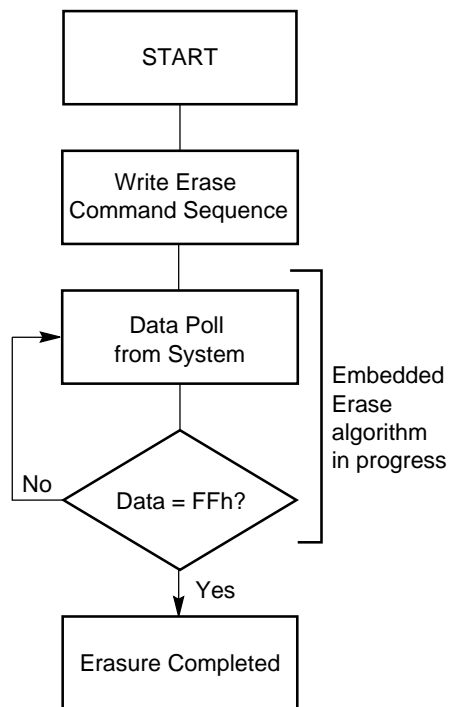 START
Write Erase
Command Sequence
Data Poll
from System
Embedded
Erase
algorithm
in progress
No
Data = FFh?
Yes
Erasure Completed